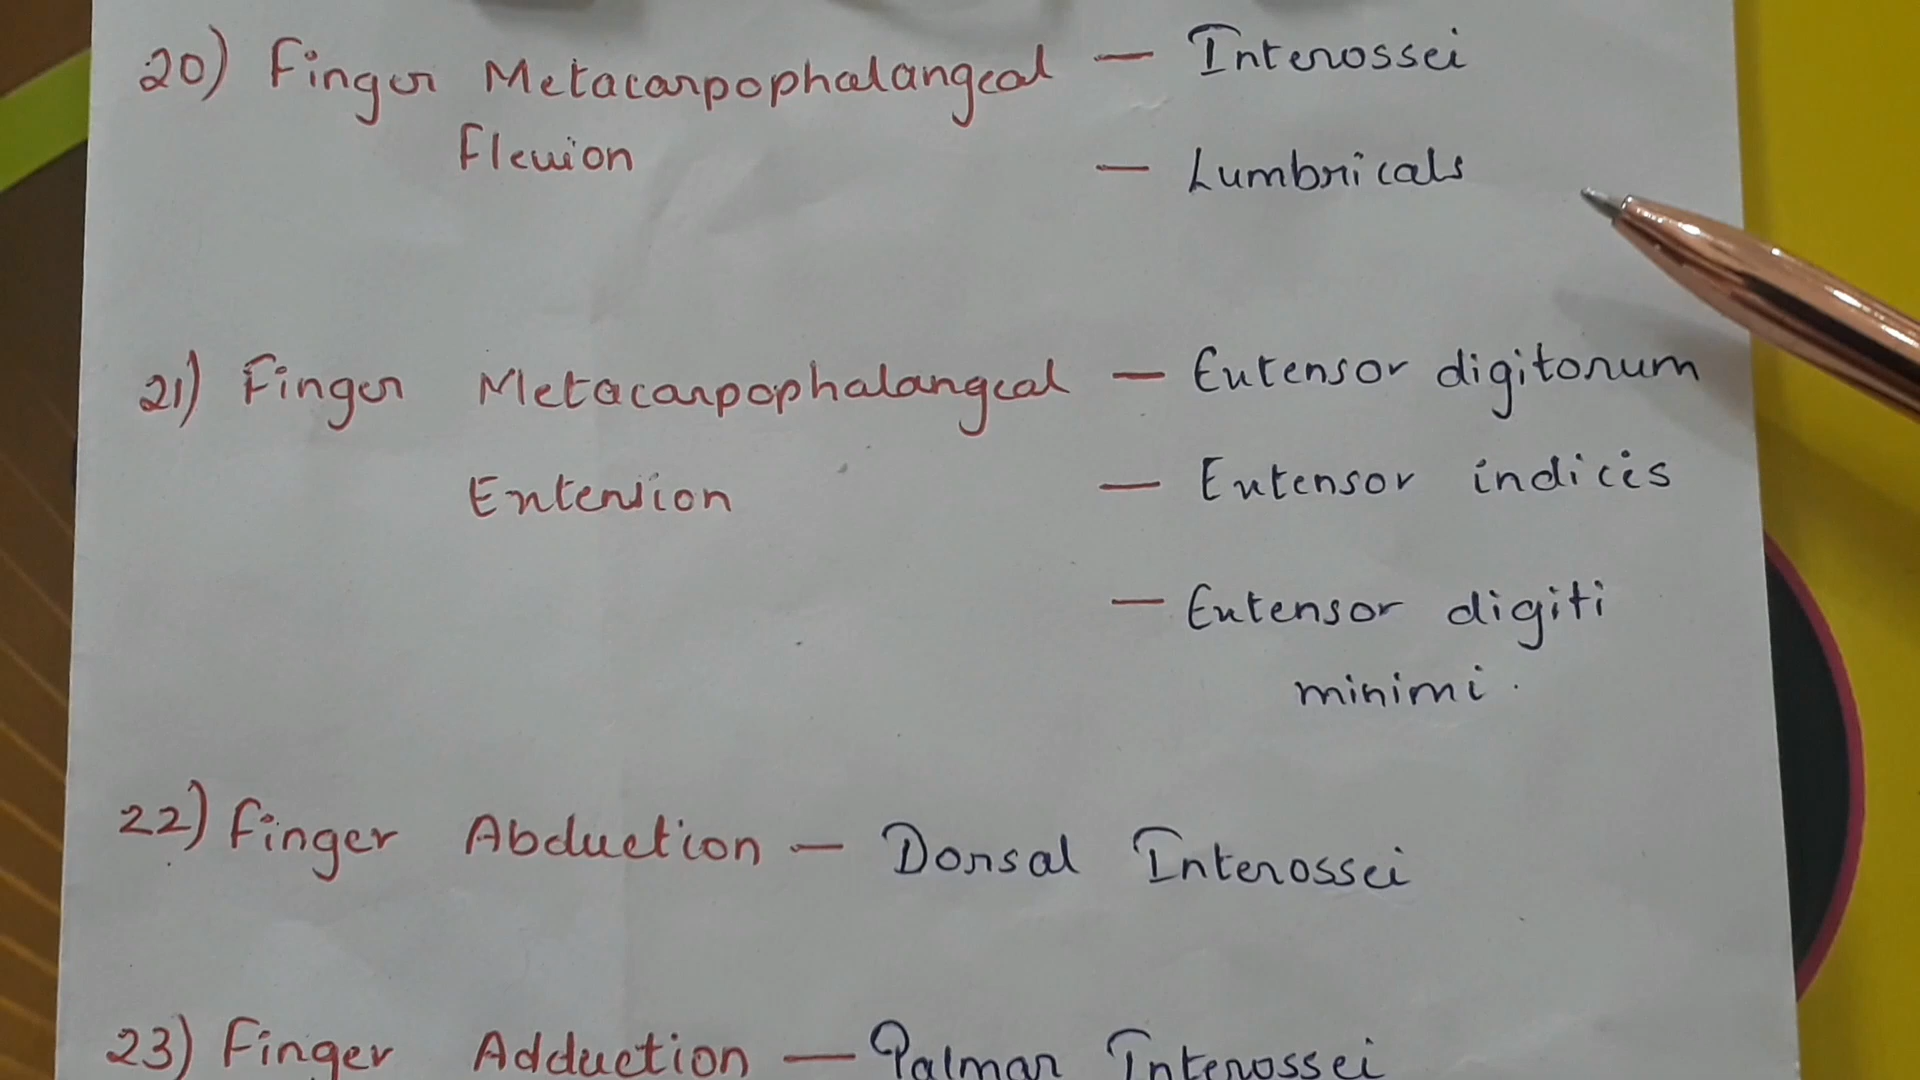 20) Finger Metacarpophalangeal — Interossei
Flexion — Lumbricals
21) Finger Metacarpophalangeal — Extensor digitorum
Extension — Extensor indicis
— Extensor digiti
minimi.
22) Finger Abduction — Dorsal Interossei
23) Finger Adduction — Palmar Interossei